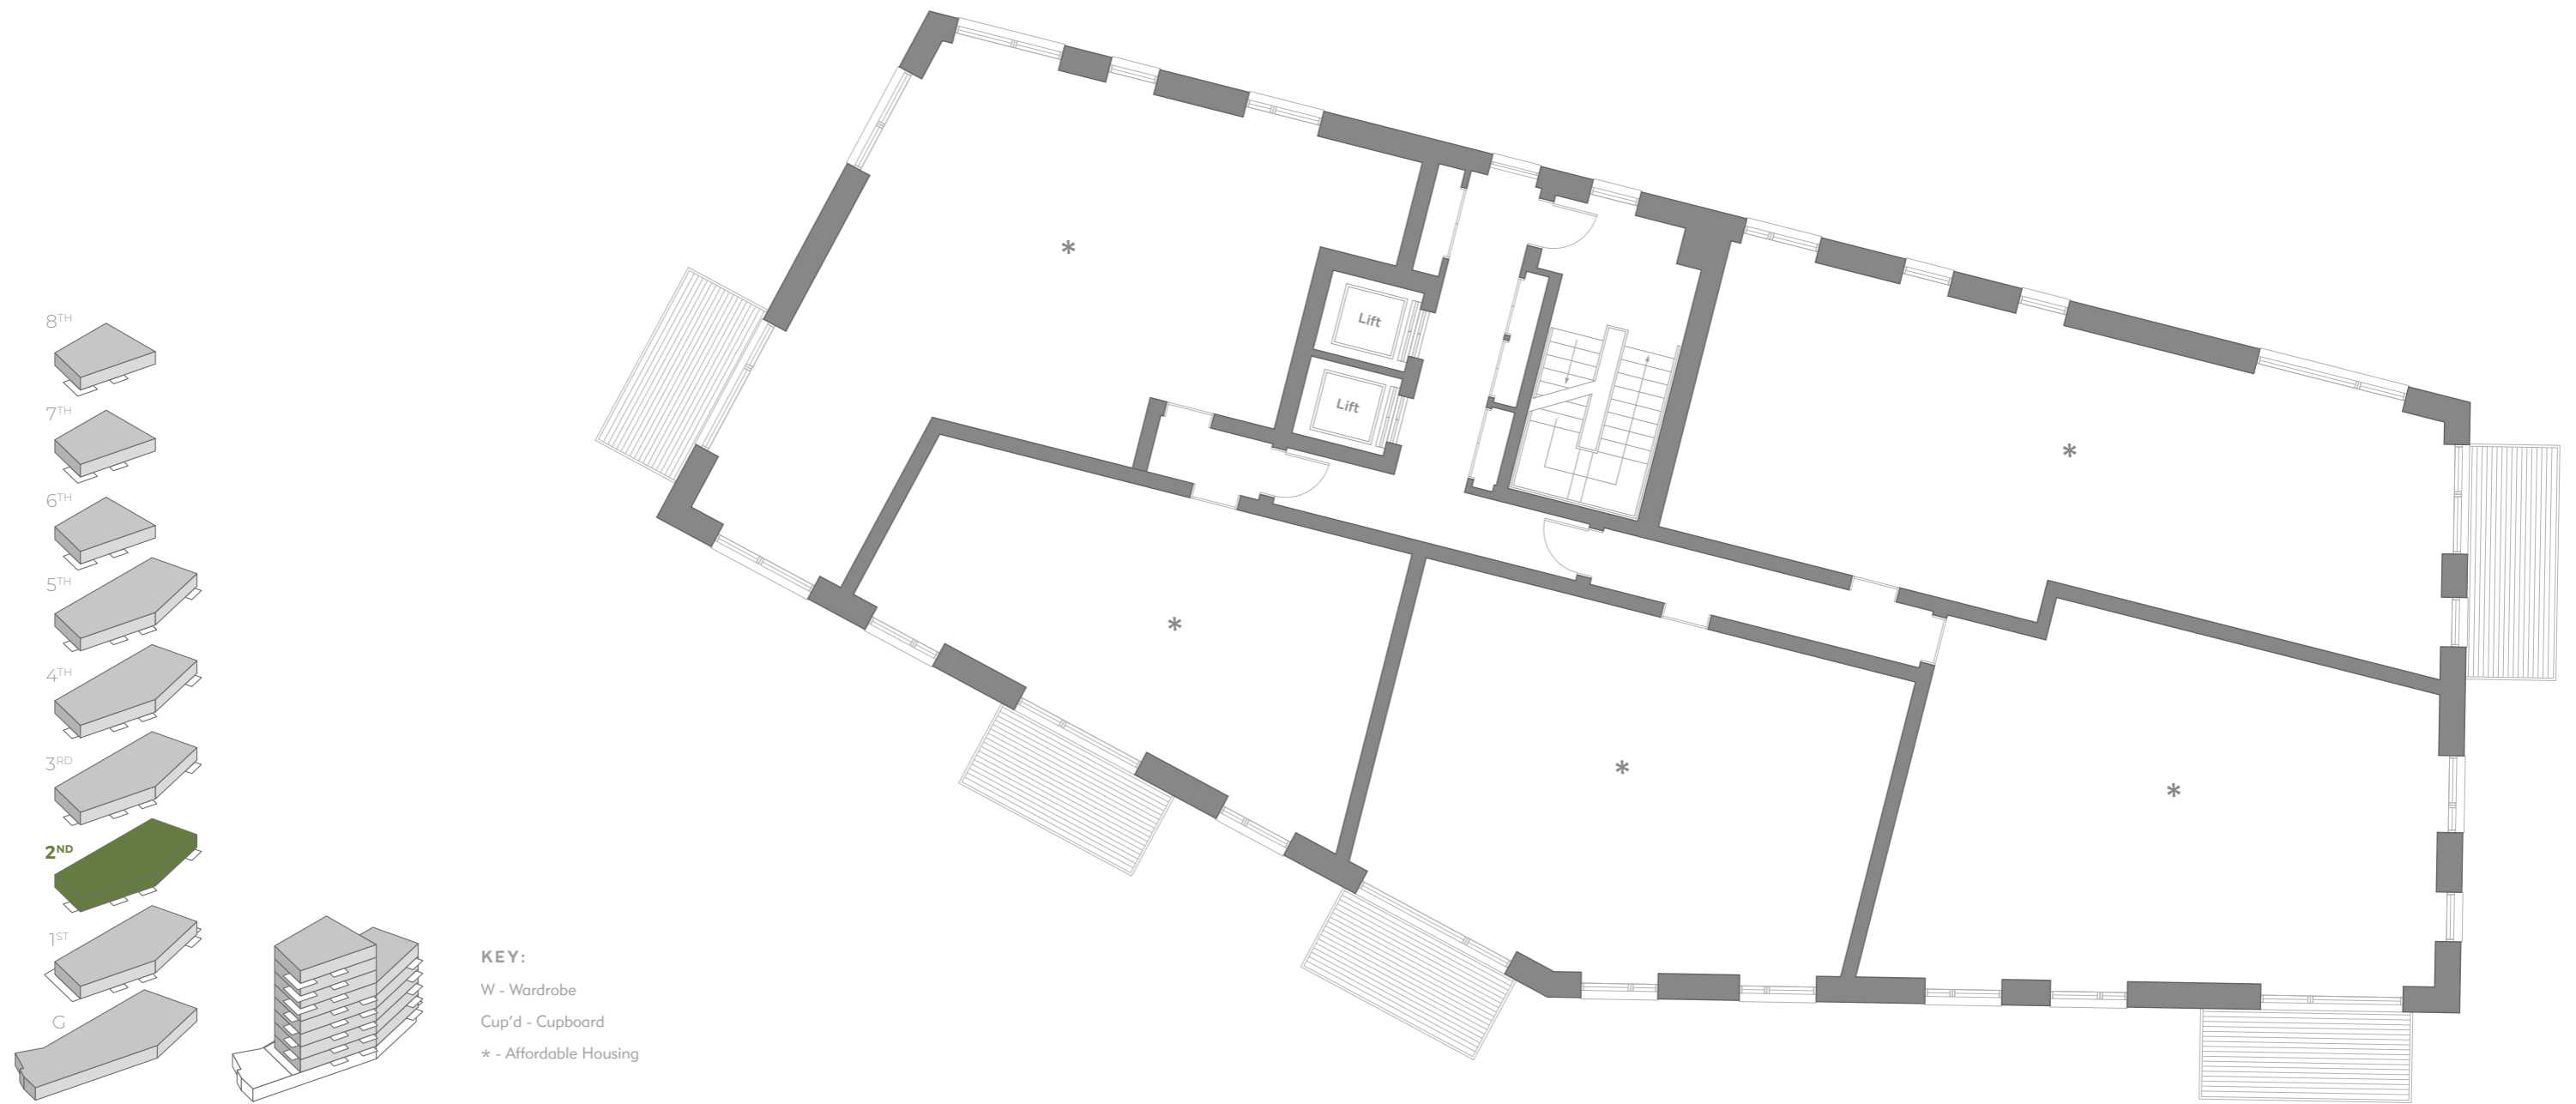 *
Lift
Lift
*
*
*
*
8TH
7TH
6TH
5TH
4TH
3RD
2ND
1ST
G
KEY:
W - Wardrobe
Cup'd - Cupboard
* - Affordable Housing